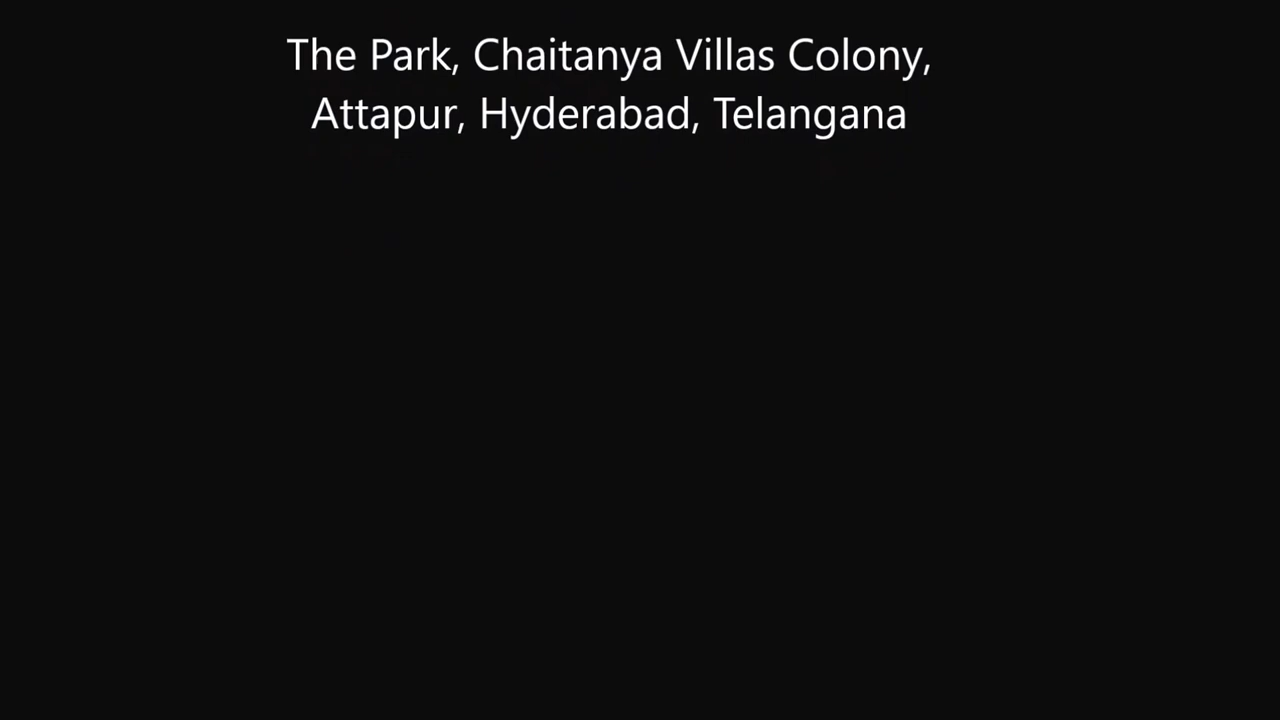 The Park, Chaitanya Villas Colony,
Attapur, Hyderabad, Telangana